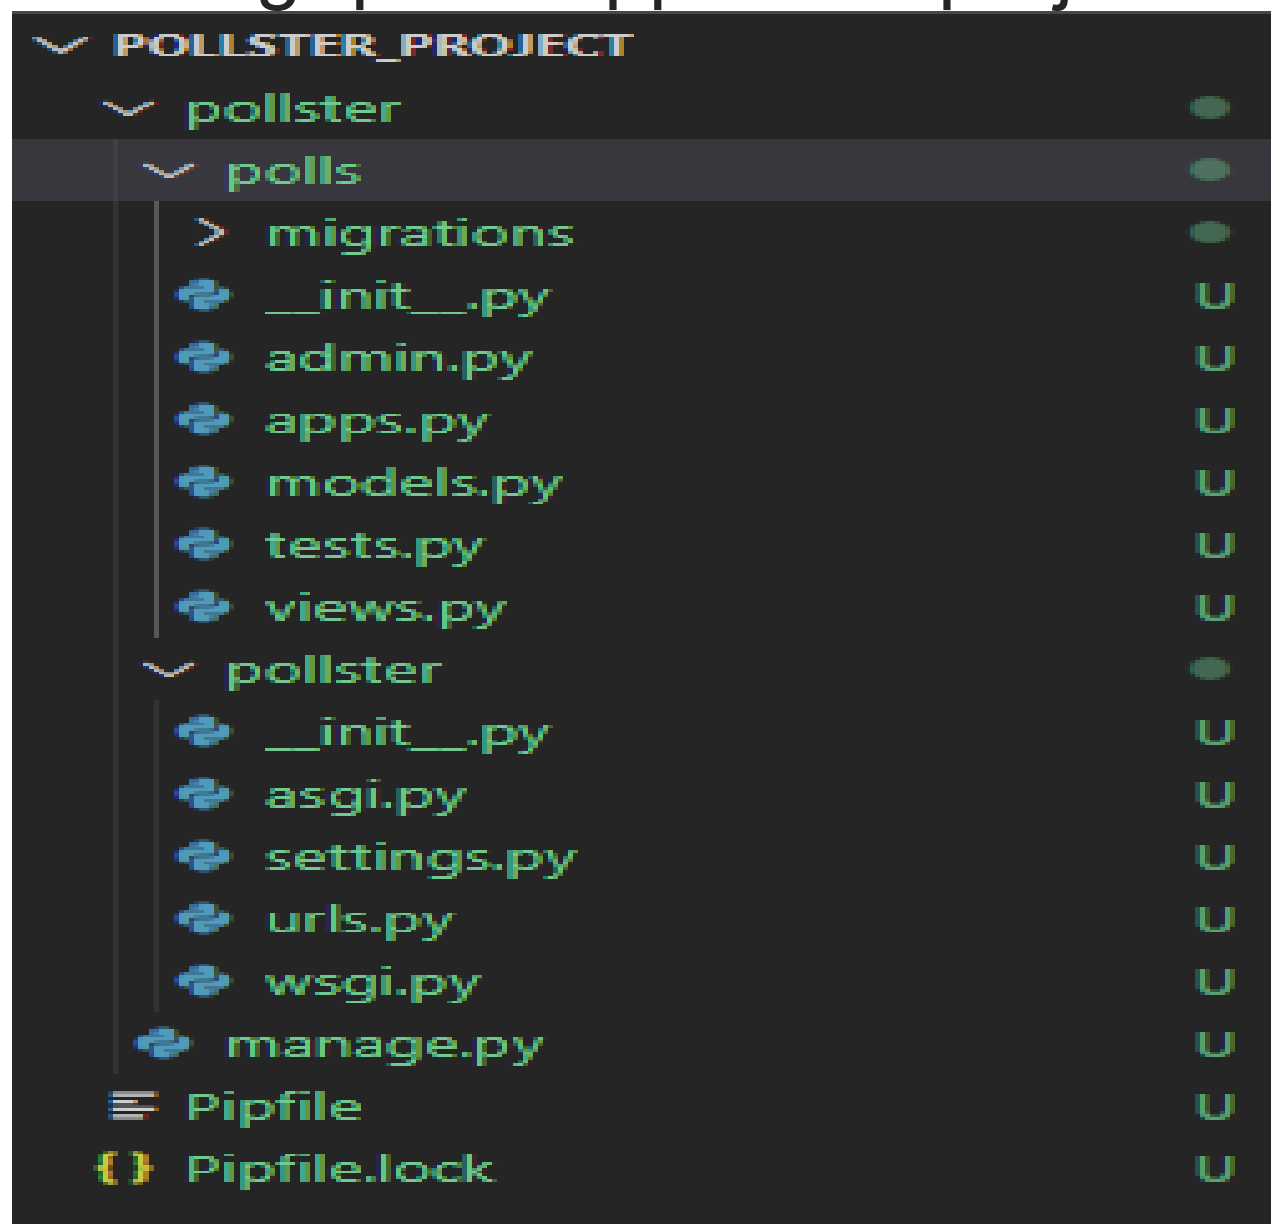 POLLSTER_PROJECT
pollster
polls
migrations
__init__.py U
admin.py U
apps.py U
models.py U
tests.py U
views.py U
pollster
__init__.py U
asgi.py U
settings.py U
urls.py U
wsgi.py U
manage.py U
Pipfile U
{} Pipfile.lock U